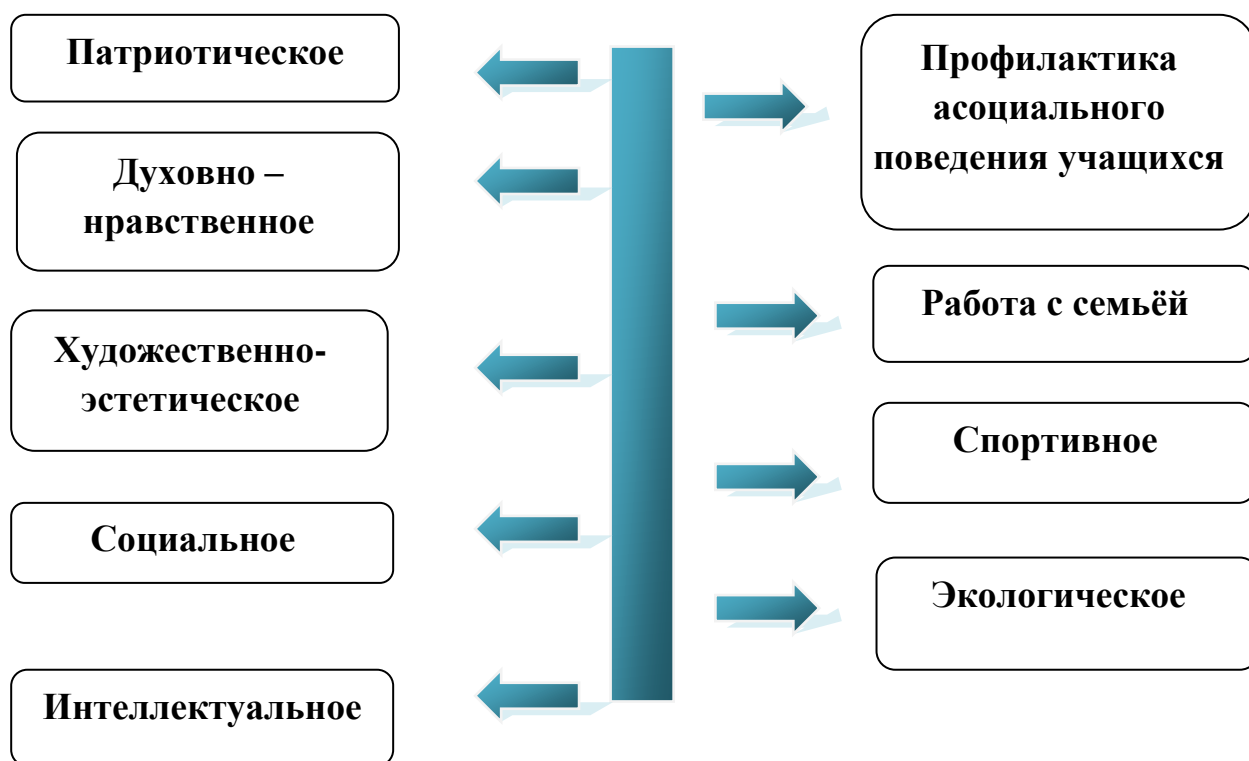 Патриотическое
Духовно –
нравственное
Художественно-
эстетическое
Социальное
Интеллектуальное
Профилактика
асоциального
поведения учащихся
Работа с семьёй
Спортивное
Экологическое